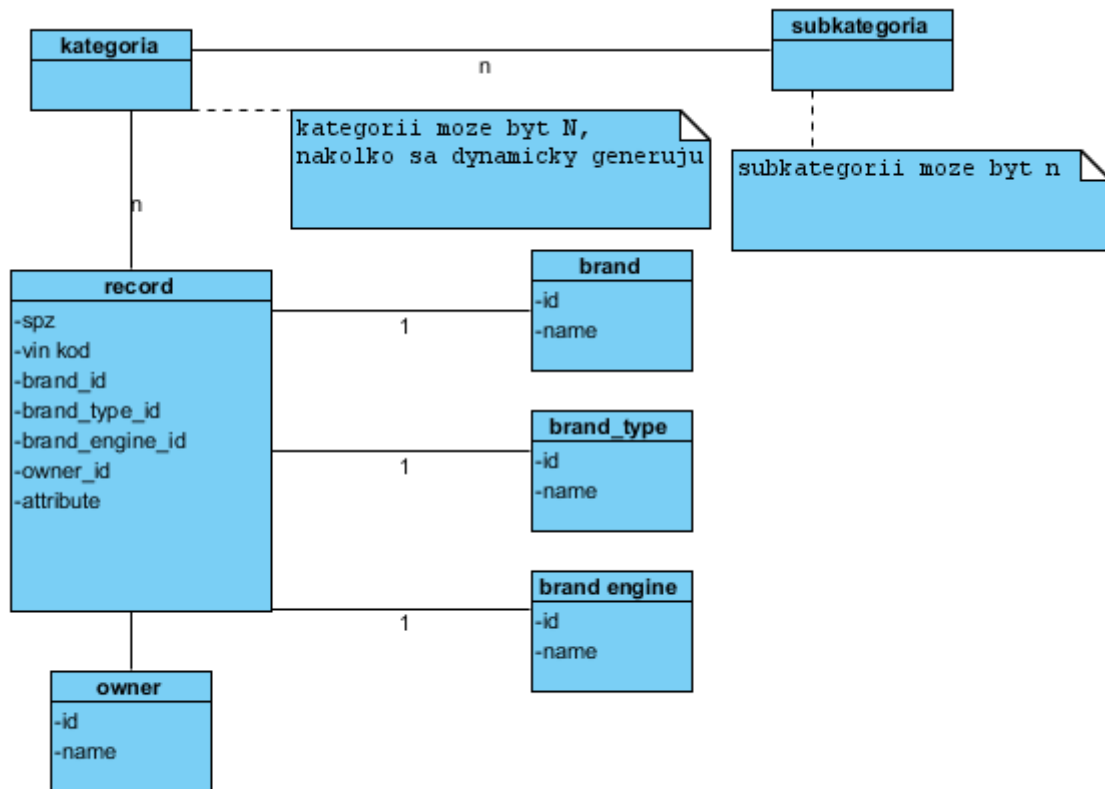 kategoria
subkategoria
n
kategorii moze byt N,
nakolko sa dynamicky generuju
subkategorii moze byt n
n
record
-spz
-vin kod
-brand_id
-brand_type_id
-brand_engine_id
-owner_id
-attribute
brand
-id
-name
1
brand_type
-id
-name
1
brand engine
-id
-name
1
owner
-id
-name